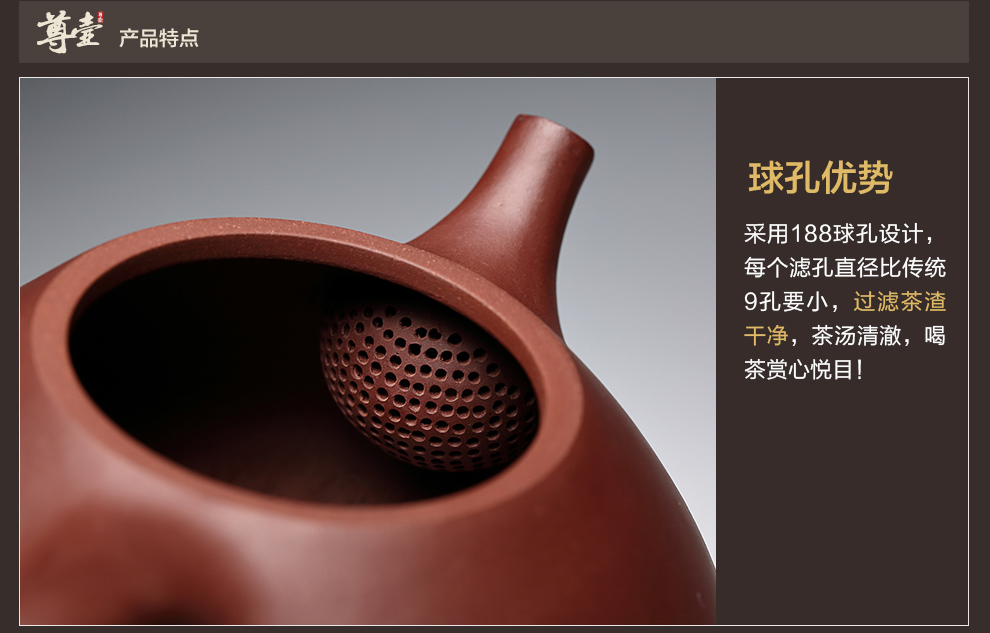 尊壶
产品特点
球孔优势
采用188球孔设计，
每个滤孔直径比传统
9孔要小，过滤茶渣
干净，茶汤清澈，喝
茶赏心悦目！